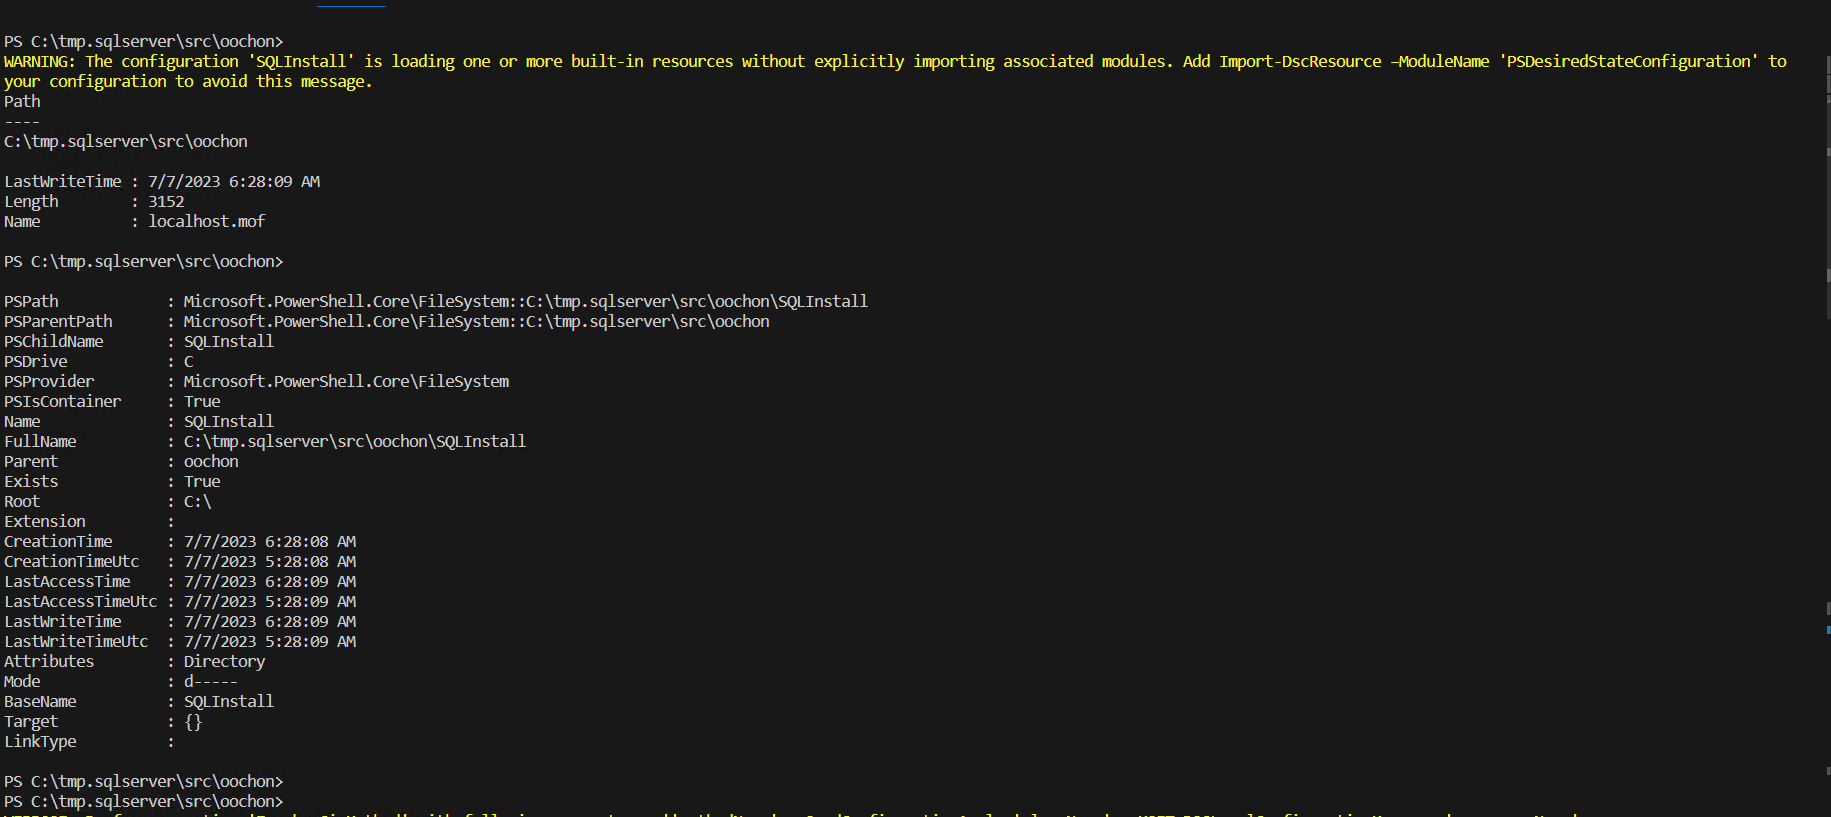 PS C:\tmp.sqlserver\src\oochon>
WARNING: The configuration 'SQLInstall' is loading one or more built-in resources without explicitly importing associated modules. Add Import-DscResource –ModuleName 'PSDesiredStateConfiguration' to
your configuration to avoid this message.
Path
----
C:\tmp.sqlserver\src\oochon
LastWriteTime : 7/7/2023 6:28:09 AM
Length        : 3152
Name          : localhost.mof
PS C:\tmp.sqlserver\src\oochon>
PSPath            : Microsoft.PowerShell.Core\FileSystem::C:\tmp.sqlserver\src\oochon\SQLInstall
PSParentPath      : Microsoft.PowerShell.Core\FileSystem::C:\tmp.sqlserver\src\oochon
PSChildName       : SQLInstall
PSDrive           : C
PSProvider        : Microsoft.PowerShell.Core\FileSystem
PSIsContainer     : True
Name              : SQLInstall
FullName          : C:\tmp.sqlserver\src\oochon\SQLInstall
Parent            : oochon
Exists            : True
Root              : C:\
Extension         :
CreationTime      : 7/7/2023 6:28:08 AM
CreationTimeUtc   : 7/7/2023 5:28:08 AM
LastAccessTime    : 7/7/2023 6:28:09 AM
LastAccessTimeUtc : 7/7/2023 5:28:09 AM
LastWriteTime     : 7/7/2023 6:28:09 AM
LastWriteTimeUtc  : 7/7/2023 5:28:09 AM
Attributes        : Directory
Mode              : d-----
BaseName          : SQLInstall
Target            : {}
LinkType          :
PS C:\tmp.sqlserver\src\oochon>
PS C:\tmp.sqlserver\src\oochon>